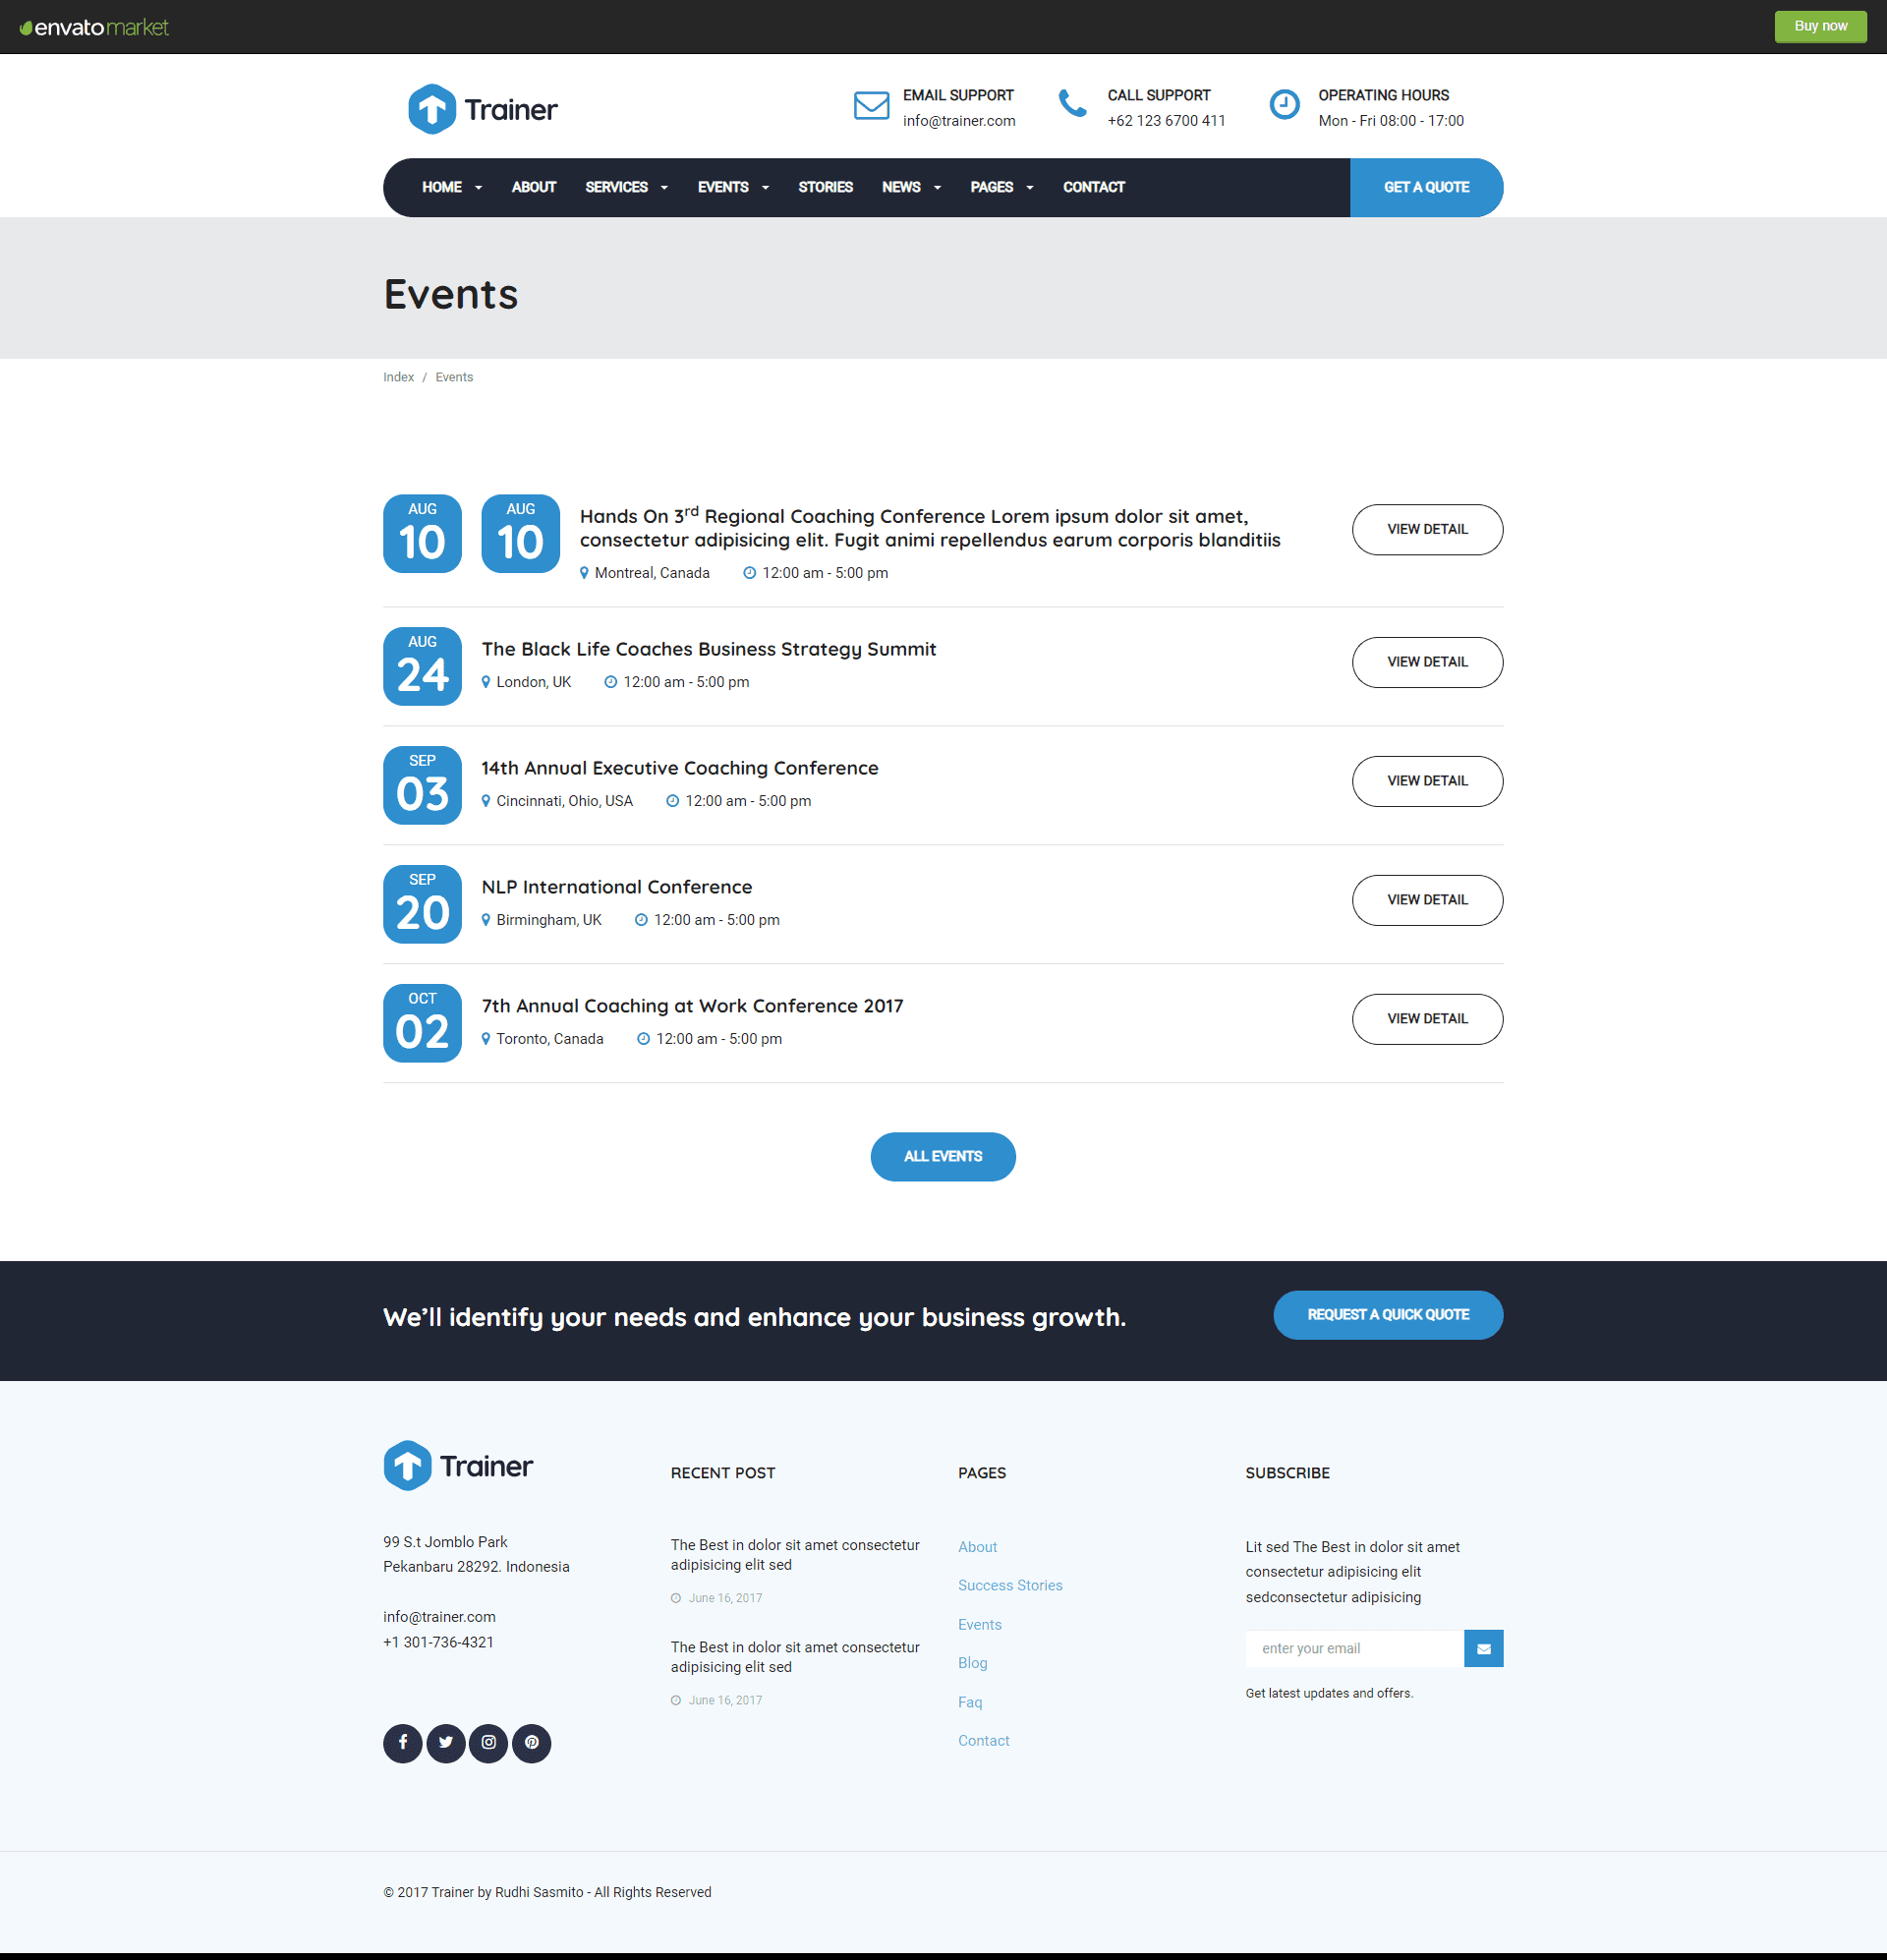 envatomarket
Buy now
Trainer
EMAIL SUPPORT
info@trainer.com
CALL SUPPORT
+62 123 6700 411
OPERATING HOURS
Mon - Fri 08:00 - 17:00
HOME ABOUT SERVICES EVENTS STORIES NEWS PAGES CONTACT GET A QUOTE
Events
Index / Events
AUG
10
AUG
10
Hands On 3rd Regional Coaching Conference Lorem ipsum dolor sit amet,
consectetur adipisicing elit. Fugit animi repellendus earum corporis blanditiis
Montreal, Canada 12:00 am - 5:00 pm
VIEW DETAIL
AUG
24
The Black Life Coaches Business Strategy Summit
London, UK 12:00 am - 5:00 pm
VIEW DETAIL
SEP
03
14th Annual Executive Coaching Conference
Cincinnati, Ohio, USA 12:00 am - 5:00 pm
VIEW DETAIL
SEP
20
NLP International Conference
Birmingham, UK 12:00 am - 5:00 pm
VIEW DETAIL
OCT
02
7th Annual Coaching at Work Conference 2017
Toronto, Canada 12:00 am - 5:00 pm
VIEW DETAIL
ALL EVENTS
We’ll identify your needs and enhance your business growth.
REQUEST A QUICK QUOTE
Trainer
99 S.t Jomblo Park
Pekanbaru 28292. Indonesia
info@trainer.com
+1 301-736-4321
RECENT POST
The Best in dolor sit amet consectetur
adipisicing elit sed
June 16, 2017
The Best in dolor sit amet consectetur
adipisicing elit sed
June 16, 2017
PAGES
About
Success Stories
Events
Blog
Faq
Contact
SUBSCRIBE
Lit sed The Best in dolor sit amet
consectetur adipisicing elit
sedconsectetur adipisicing
enter your email
Get latest updates and offers.
© 2017 Trainer by Rudhi Sasmito - All Rights Reserved